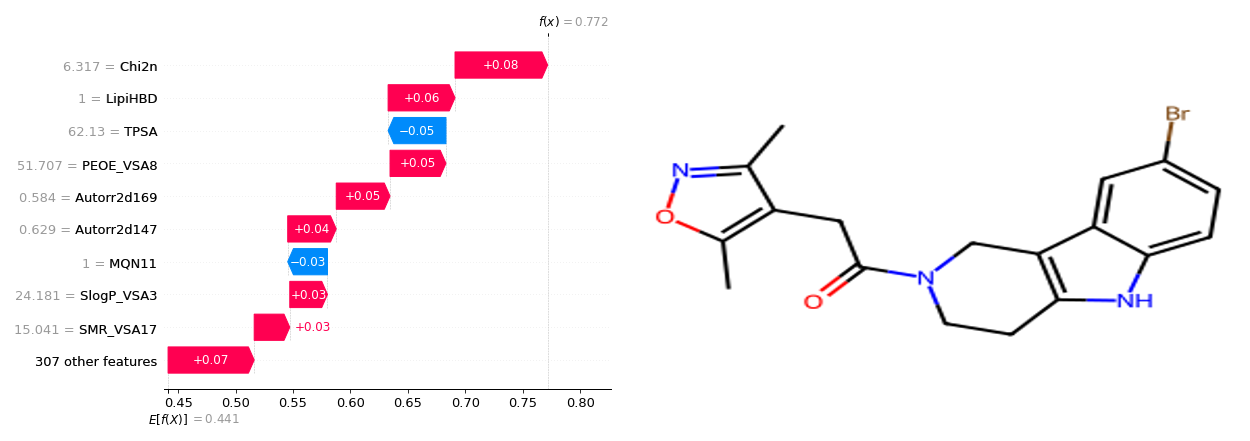 f(x) = 0.772
6.317 = Chi2n
+0.08
1 = LipiHBD
+0.06
62.13 = TPSA
−0.05
51.707 = PEOE_VSA8
+0.05
0.584 = Autorr2d169
+0.05
0.629 = Autorr2d147
+0.04
1 = MQN11
−0.03
24.181 = SlogP_VSA3
+0.03
15.041 = SMR_VSA17
+0.03
307 other features
+0.07
0.45 0.50 0.55 0.60 0.65 0.70 0.75 0.80
E[f(X)] = 0.441
Br
N
O
N
NH
O